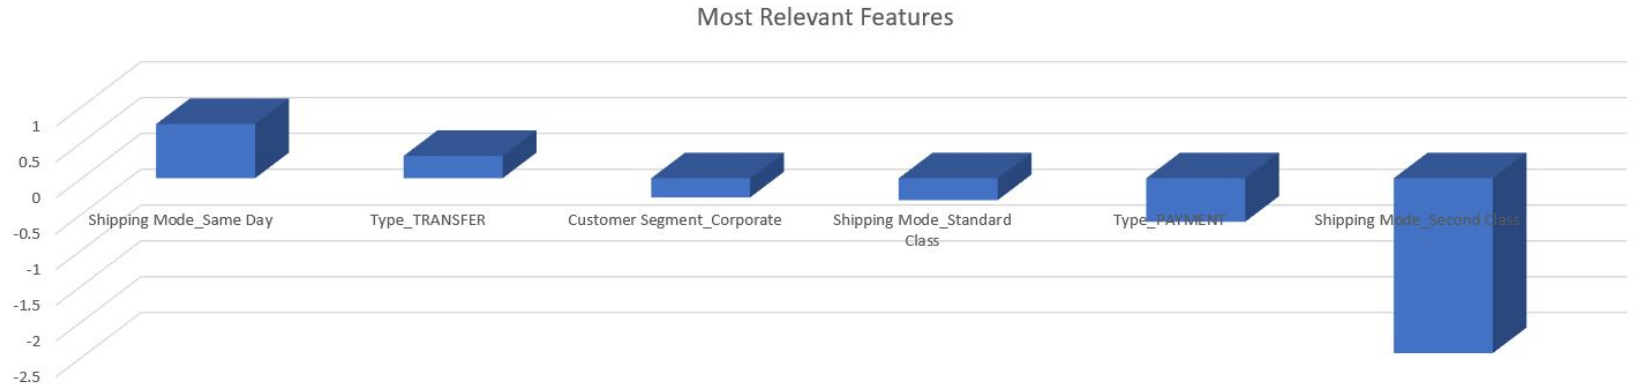 Most Relevant Features
1
0.5
0
-0.5
-1
-1.5
-2
-2.5
Shipping Mode_Same Day
Type_TRANSFER
Customer Segment_Corporate
Shipping Mode_Standard
Class
Type_PAYMENT
Shipping Mode_Second Class